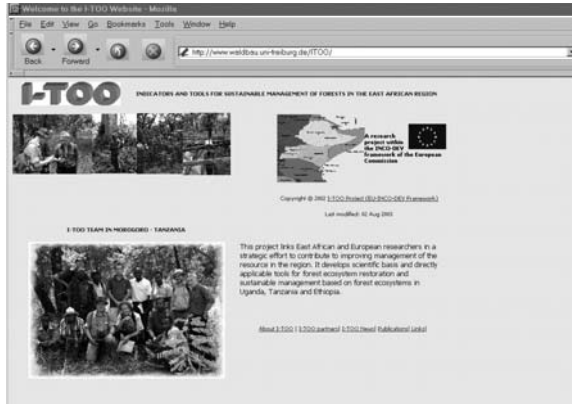 Welcome to the I-TOO Website - Mozilla
File Edit View Go Bookmarks Tools Window Help
Back Forward
http://www.waldbau.uni-freiburg.de/ITOO/
I-TOO
INDICATORS AND TOOLS FOR SUSTAINABLE MANAGEMENT OF FORESTS IN THE EAST AFRICAN REGION
A research
project within
the INCO-DEV
framework of the European
Commission
Copyright @ 2002 I-TOO Project (EU-INCO-DEV Framework)
Last modified: 02 Aug 2003
I-TOO TEAM IN MOROGORO - TANZANIA
This project links East African and European researchers in a
strategic effort to contribute to improving management of the
resource in the region. It develops scientific basis and directly
applicable tools for forest ecosystem restoration and
sustainable management based on forest ecosystems in
Uganda, Tanzania and Ethiopia.
About I-TOO | I-TOO partners| I-TOO News| Publications| Links|